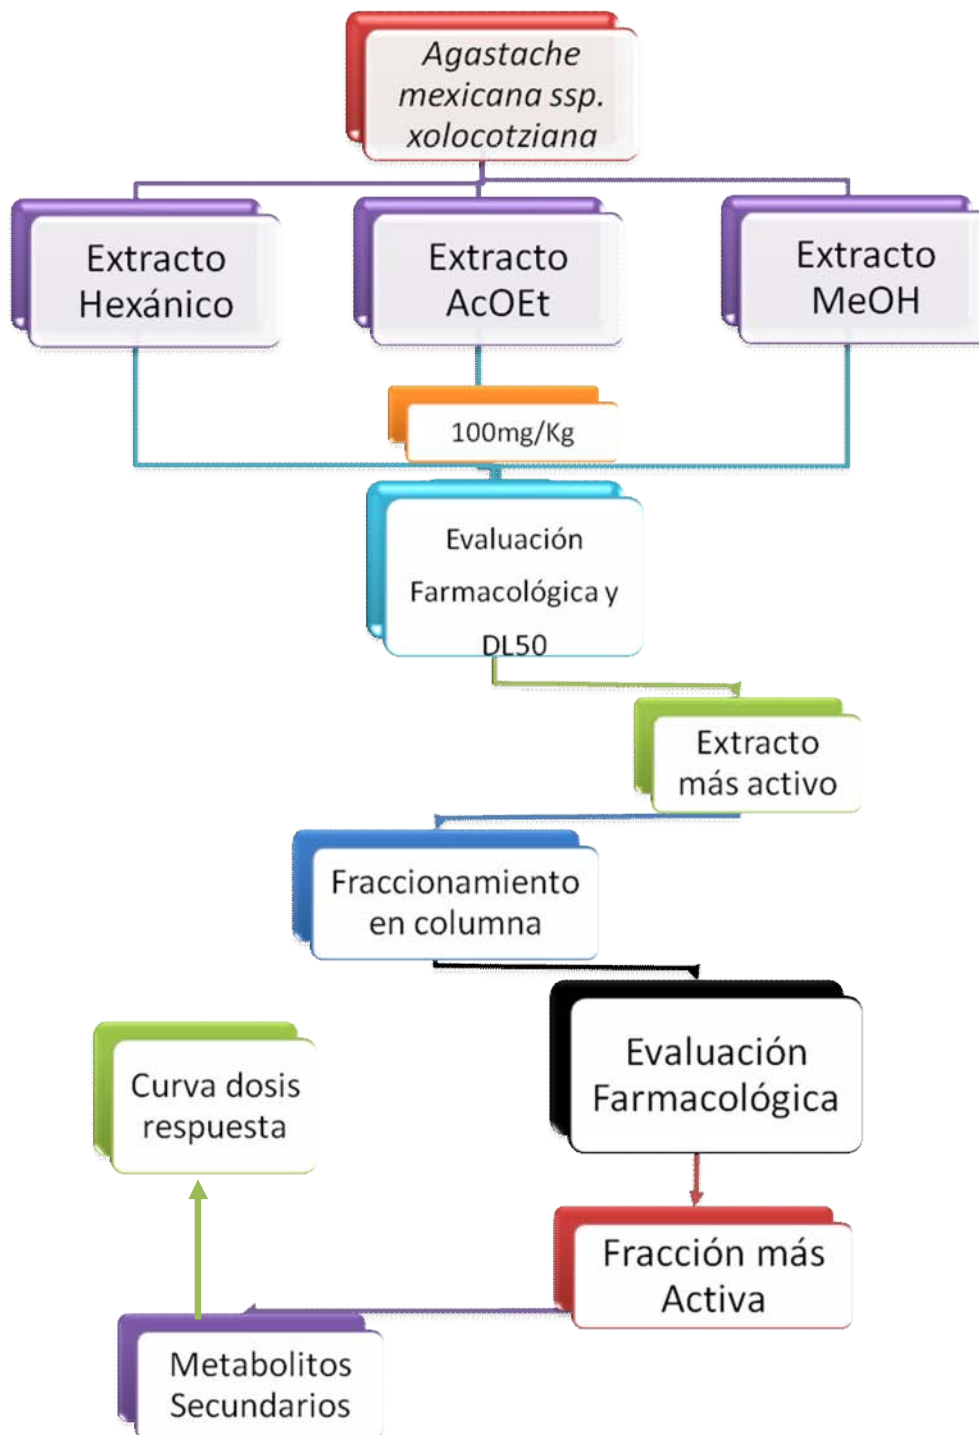 Agastache
mexicana ssp.
xolocotziana
Extracto
Hexánico
Extracto
AcOEt
Extracto
MeOH
100mg/Kg
Evaluación
Farmacológica y
DL50
Extracto
más activo
Fraccionamiento
en columna
Evaluación
Farmacológica
Curva dosis
respuesta
Fracción más
Activa
Metabolitos
Secundarios